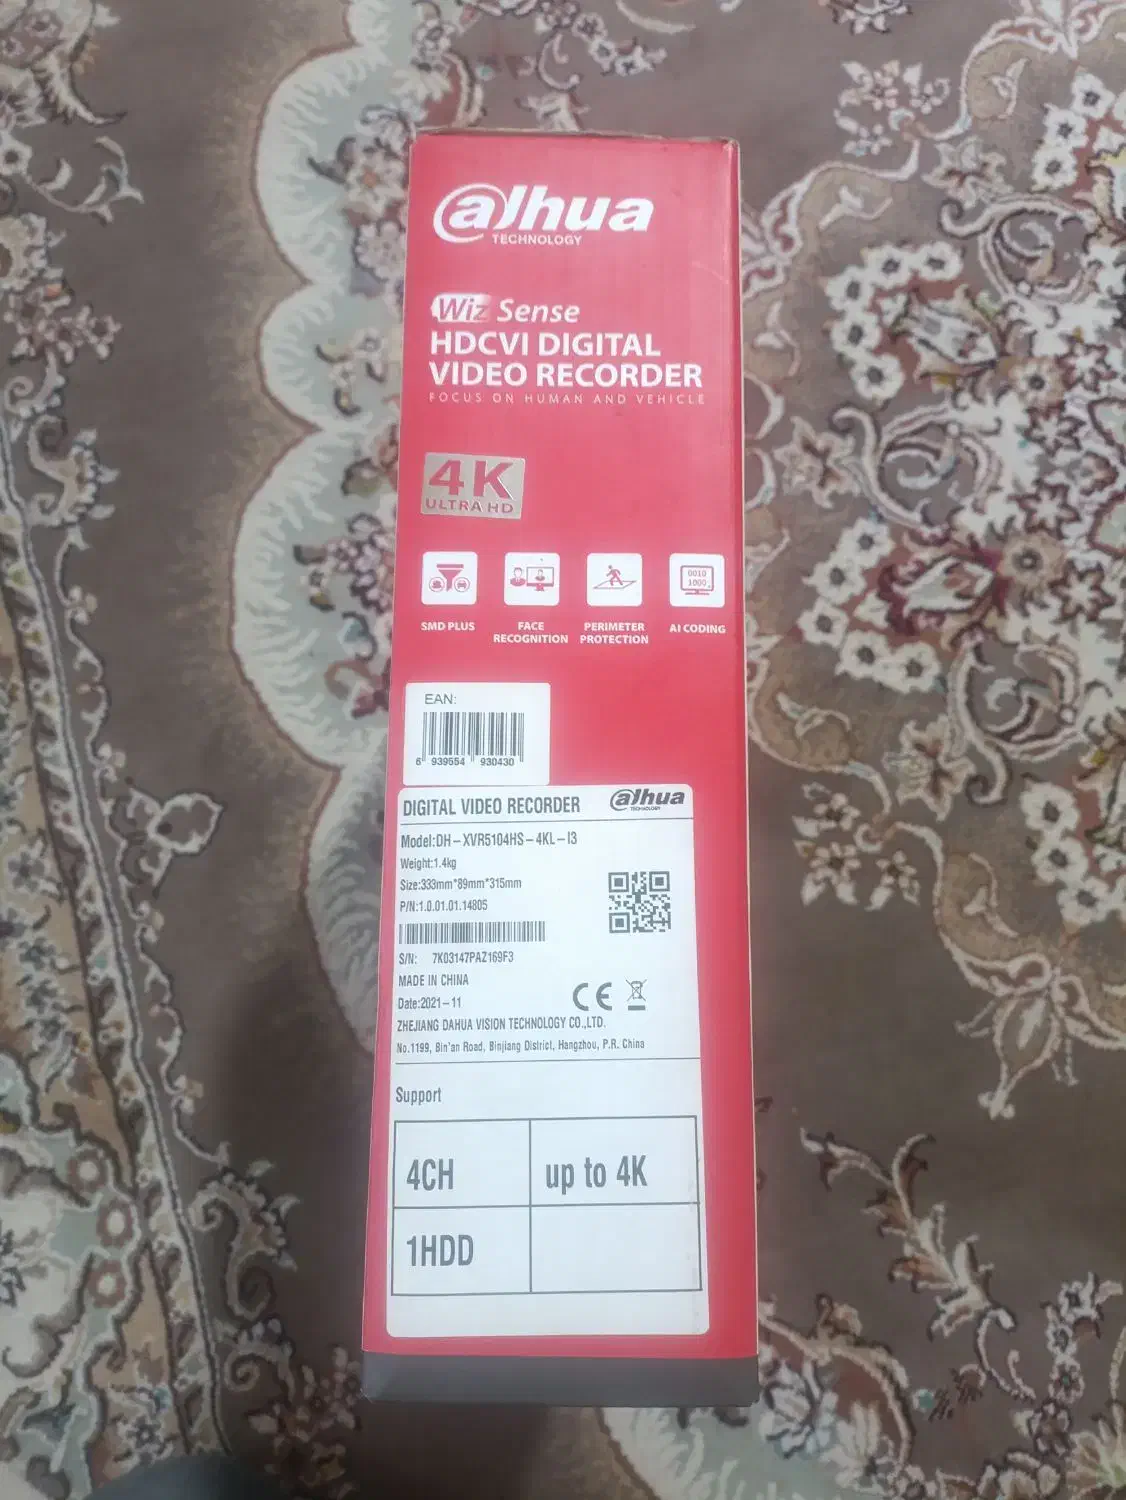 alhua
TECHNOLOGY
Wiz Sense
HDCVI DIGITAL
VIDEO RECORDER
FOCUS ON HUMAN AND VEHICLE
4K
ULTRA HD
0010
1000
SMD PLUS
FACE
RECOGNITION
PERIMETER
PROTECTION
AI CODING
EAN:
6 939554 930430
DIGITAL VIDEO RECORDER
alhua
TECHNOLOGY
Model:DH-XVR5104HS-4KL-I3
Weight:1.4kg
Size:333mm*89mm*315mm
P/N:1.0.01.01.14805
S/N: 7K03147PAZ169F3
MADE IN CHINA
Date:2021-11
CE
ZHEJIANG DAHUA VISION TECHNOLOGY CO.,LTD.
No.1199, Bin'an Road, Binjiang District, Hangzhou, P.R. China
Support
4CH up to 4K
1HDD